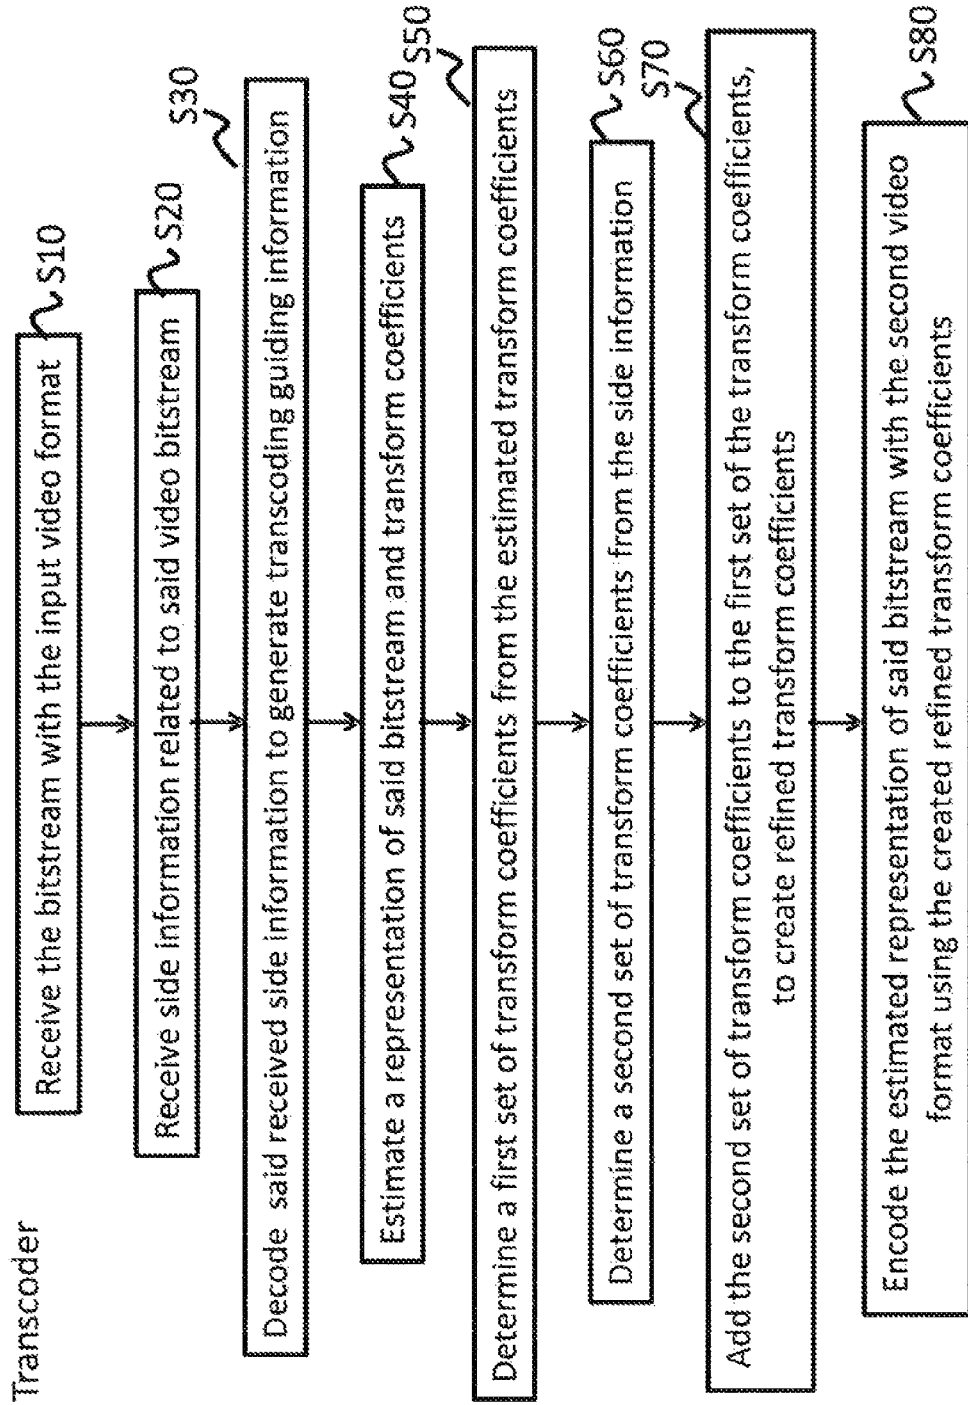 Transcoder
Receive the bitstream with the input video format
S10
Receive side information related to said video bitstream
S20
Decode said received side information to generate transcoding guiding information
S30
Estimate a representation of said bitstream and transform coefficients
S40
Determine a first set of transform coefficients from the estimated transform coefficients
S50
Determine a second set of transform coefficients from the side information
S60
Add the second set of transform coefficients to the first set of the transform coefficients,
to create refined transform coefficients
S70
Encode the estimated representation of said bitstream with the second video
format using the created refined transform coefficients
S80